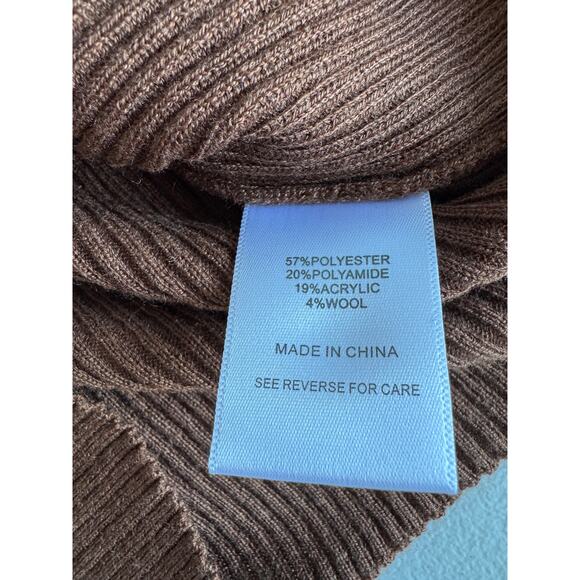 57%POLYESTER
20%POLYAMIDE
19%ACRYLIC
4%WOOL
MADE IN CHINA
SEE REVERSE FOR CARE